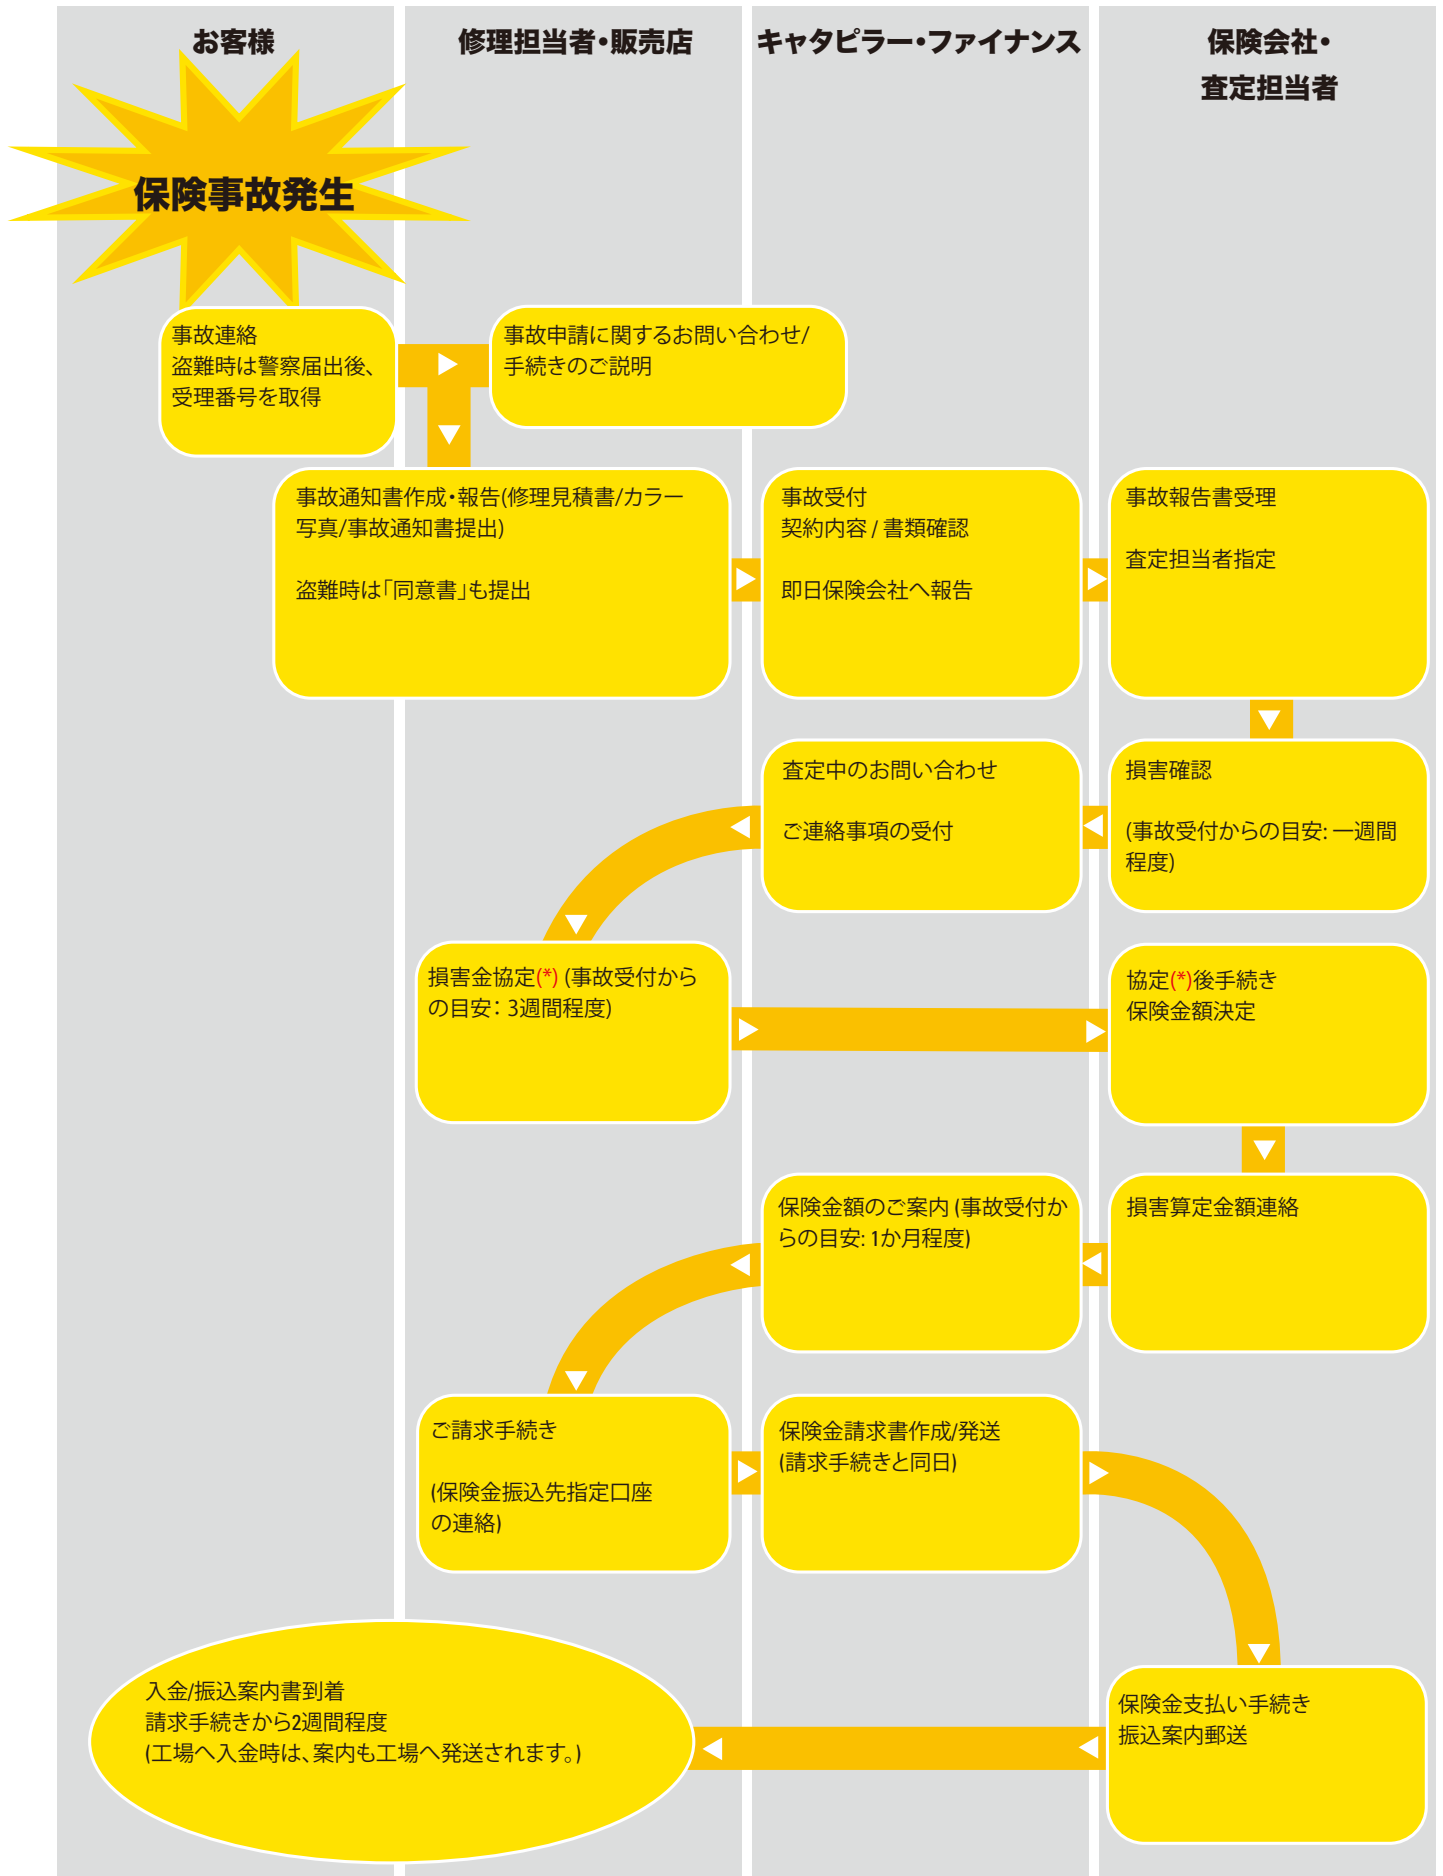 お客様
修理担当者・販売店
キャタピラー・ファイナンス
保険会社・
査定担当者
保険事故発生
事故連絡
盗難時は警察届出後、
受理番号を取得
事故申請に関するお問い合わせ/
手続きのご説明
事故通知書作成・報告(修理見積書/カラー
写真/事故通知書提出)
盗難時は「同意書」も提出
事故受付
契約内容 / 書類確認
即日保険会社へ報告
事故報告書受理
査定担当者指定
査定中のお問い合わせ
ご連絡事項の受付
損害確認
(事故受付からの目安: 一週間
程度)
損害金協定(*) (事故受付から
の目安: 3週間程度)
協定(*)後手続き
保険金額決定
保険金額のご案内 (事故受付か
らの目安: 1か月程度)
損害算定金額連絡
ご請求手続き
(保険金振込先指定口座
の連絡)
保険金請求書作成/発送
(請求手続きと同日)
入金/振込案内書到着
請求手続きから2週間程度
(工場へ入金時は、案内も工場へ発送されます。)
保険金支払い手続き
振込案内郵送